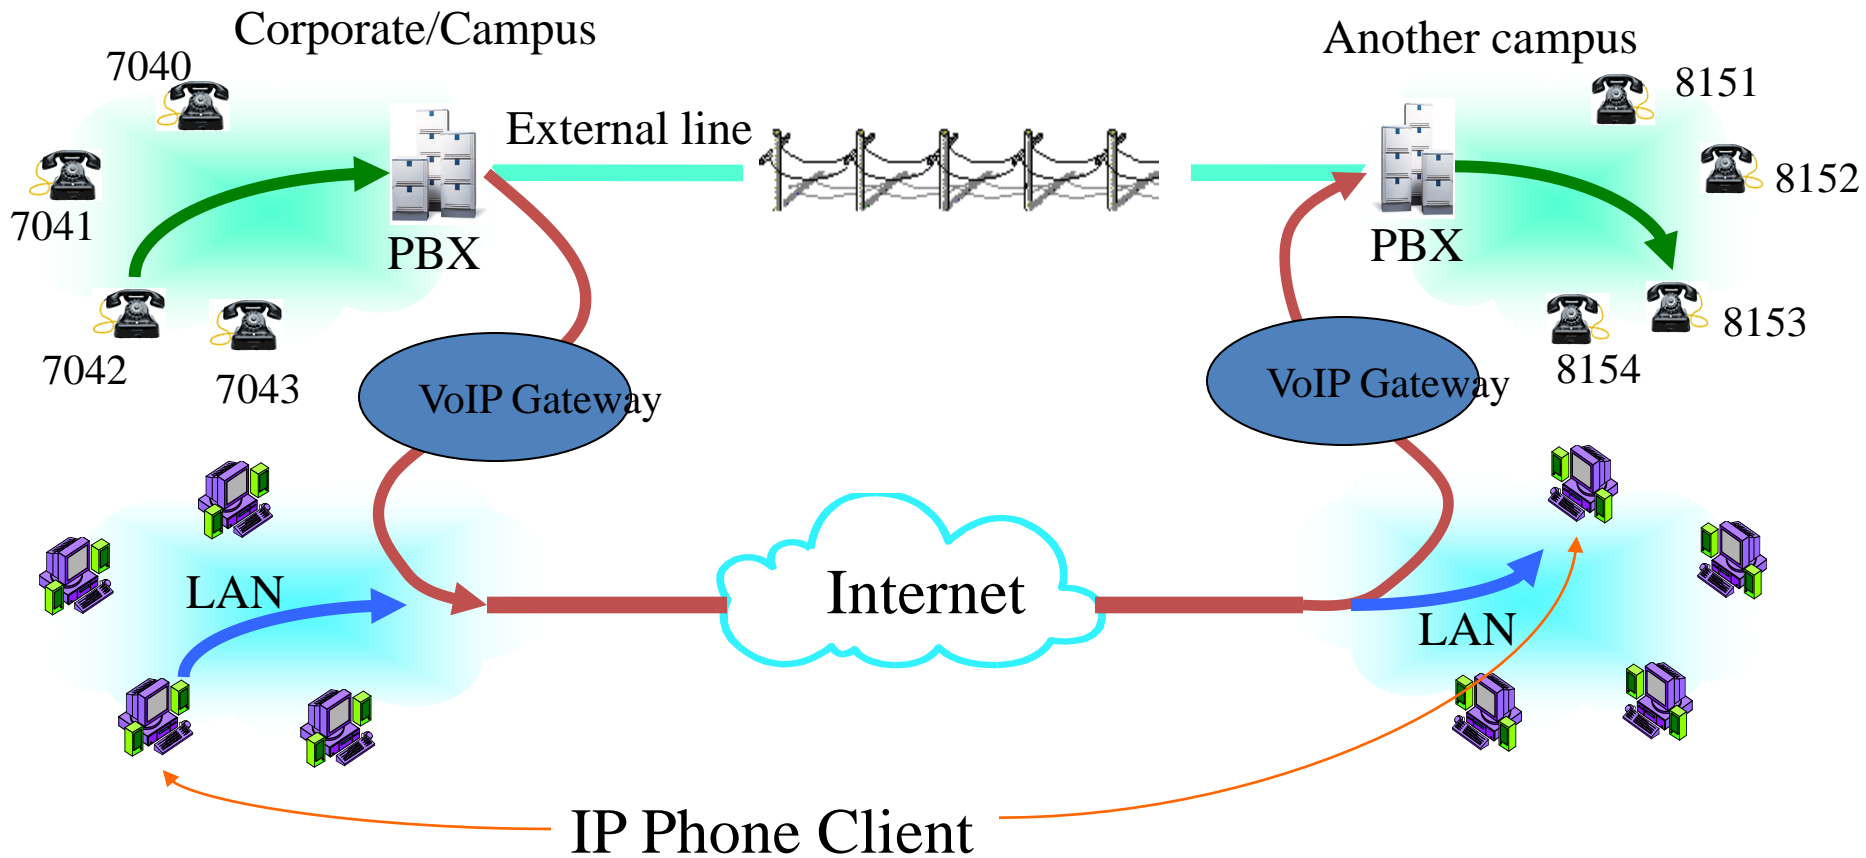 Corporate/Campus
Another campus
7040
8151
External line
8152
7041
PBX
PBX
8153
7042
7043
8154
VoIP Gateway
VoIP Gateway
LAN
Internet
LAN
IP Phone Client